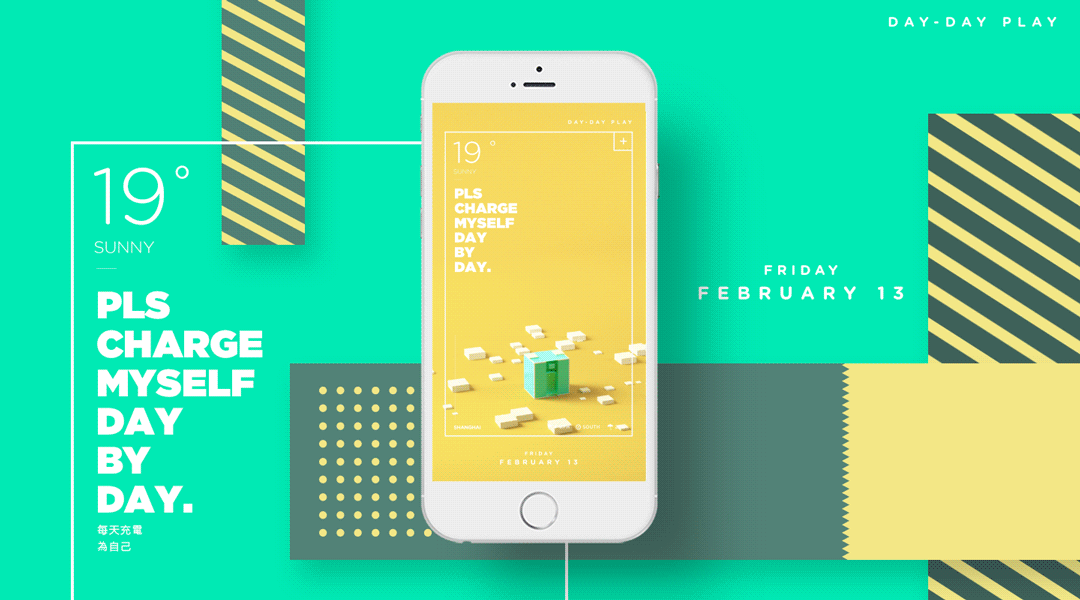 DAY-DAY PLAY
19°
SUNNY
PLS
CHARGE
MYSELF
DAY
BY
DAY.
每天充電
為自己
DAY-DAY PLAY
19°
SUNNY
PLS
CHARGE
MYSELF
DAY
BY
DAY.
SOUTH
FRIDAY
FEBRUARY 13
FRIDAY
FEBRUARY 13